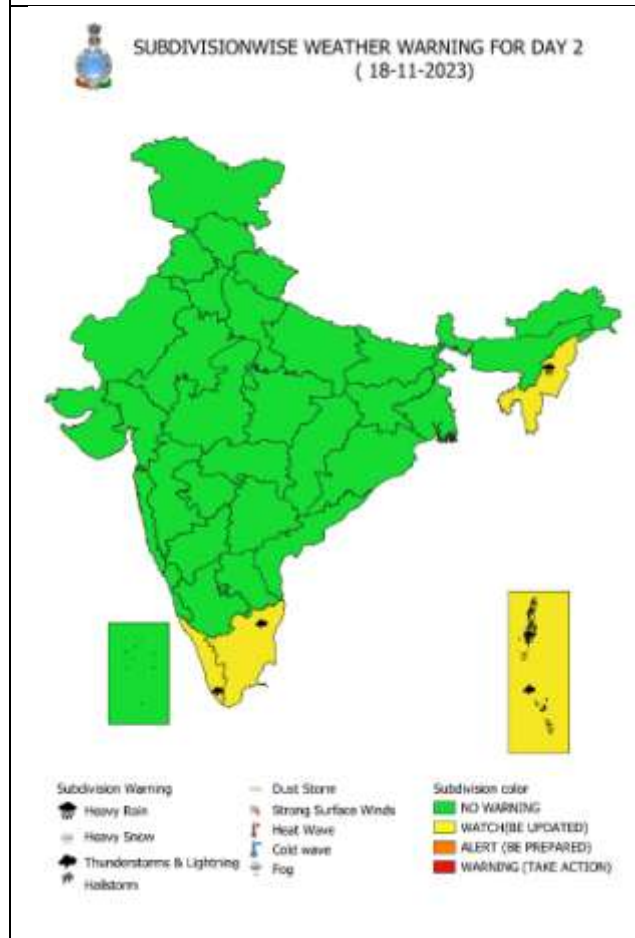 SUBDIVISIONWISE WEATHER WARNING FOR DAY 2
( 18-11-2023)
Subdivision Warning
Heavy Rain
Heavy Snow
Thunderstorms & Lightning
Hailstorm
Dust Storm
Strong Surface Winds
Heat Wave
Cold wave
Fog
Subdivision color
NO WARNING
WATCH(BE UPDATED)
ALERT (BE PREPARED)
WARNING (TAKE ACTION)